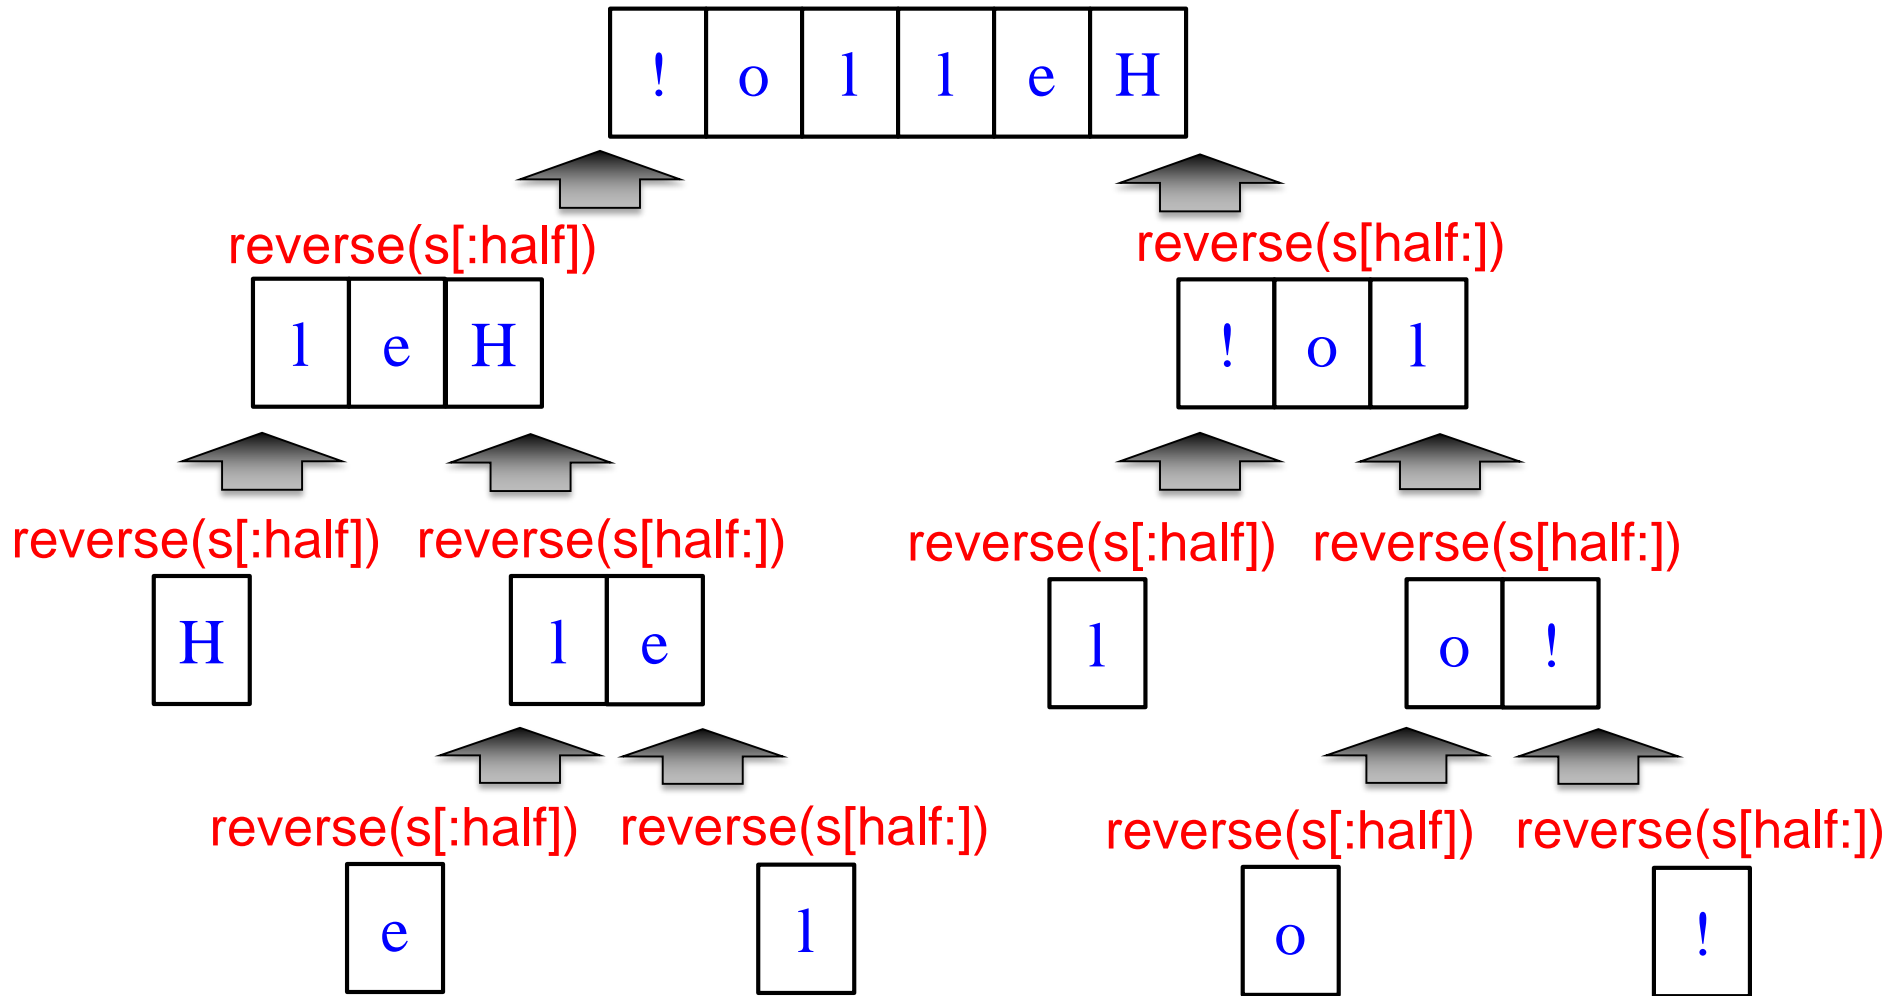 ! o l l e H
reverse(s[:half]) reverse(s[half:])
l e H ! o l
reverse(s[:half]) reverse(s[half:]) reverse(s[:half]) reverse(s[half:])
H l e l o !
reverse(s[:half]) reverse(s[half:]) reverse(s[:half]) reverse(s[half:])
e l o !